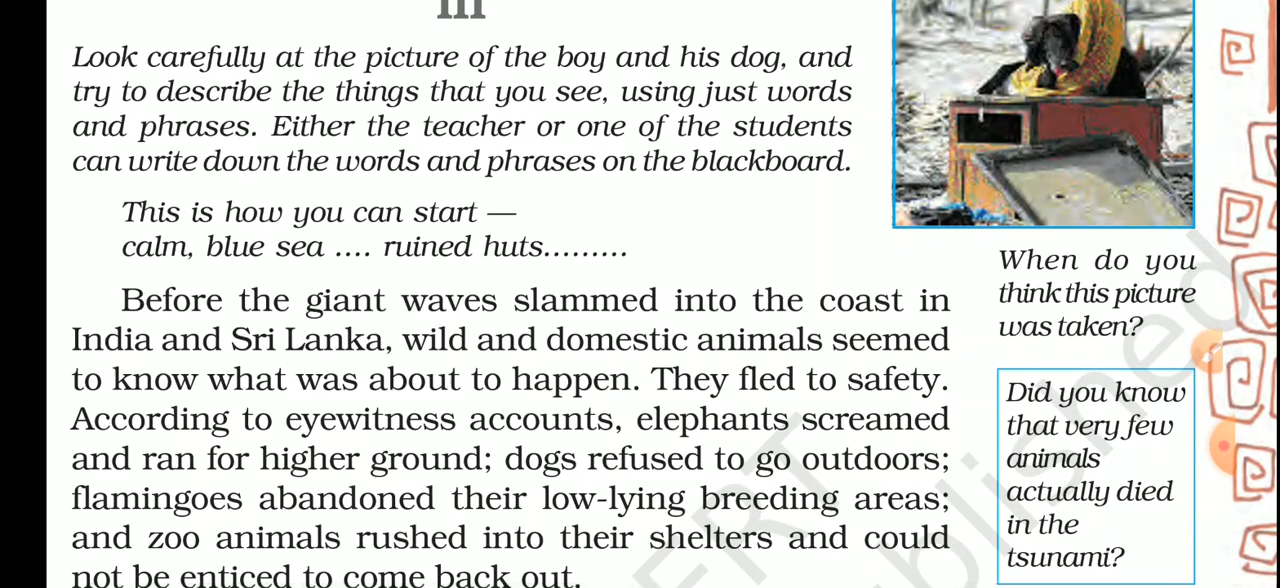 III
Look carefully at the picture of the boy and his dog, and
try to describe the things that you see, using just words
and phrases. Either the teacher or one of the students
can write down the words and phrases on the blackboard.
This is how you can start —
calm, blue sea .... ruined huts.........
Before the giant waves slammed into the coast in
India and Sri Lanka, wild and domestic animals seemed
to know what was about to happen. They fled to safety.
According to eyewitness accounts, elephants screamed
and ran for higher ground; dogs refused to go outdoors;
flamingoes abandoned their low-lying breeding areas;
and zoo animals rushed into their shelters and could
not be enticed to come back out.
When do you
think this picture
was taken?
Did you know
that very few
animals
actually died
in the
tsunami?